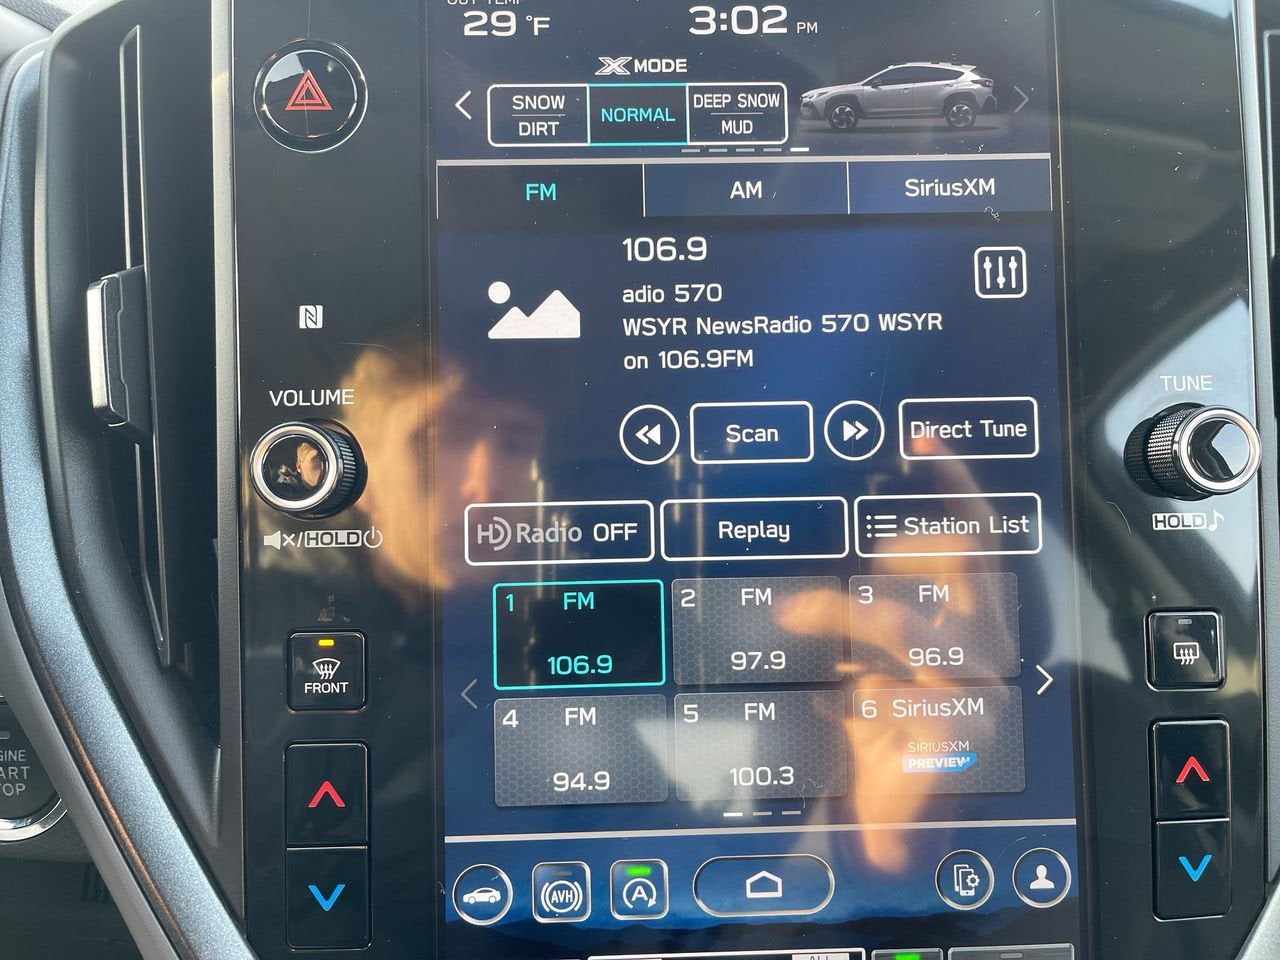 OUT TEMP
29 °F
3:02 PM
X MODE
SNOW
DIRT
NORMAL
DEEP SNOW
MUD
FM
AM
SiriusXM
106.9
adio 570
WSYR NewsRadio 570 WSYR
on 106.9FM
VOLUME
TUNE
Scan
Direct Tune
HD Radio OFF
Replay
Station List
HOLD
HOLD
1 FM
106.9
2 FM
97.9
3 FM
96.9
FRONT
4 FM
94.9
5 FM
100.3
6 SiriusXM
SIRIUSXM
PREVIEW
AVH
A
ALL